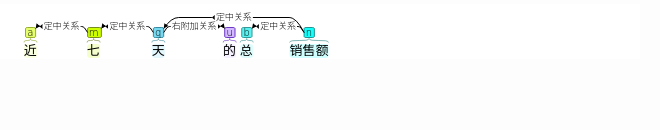 定中关系
定中关系 定中关系 右附加关系 定中关系
a m q u b n
近 七 天 的 总 销售额